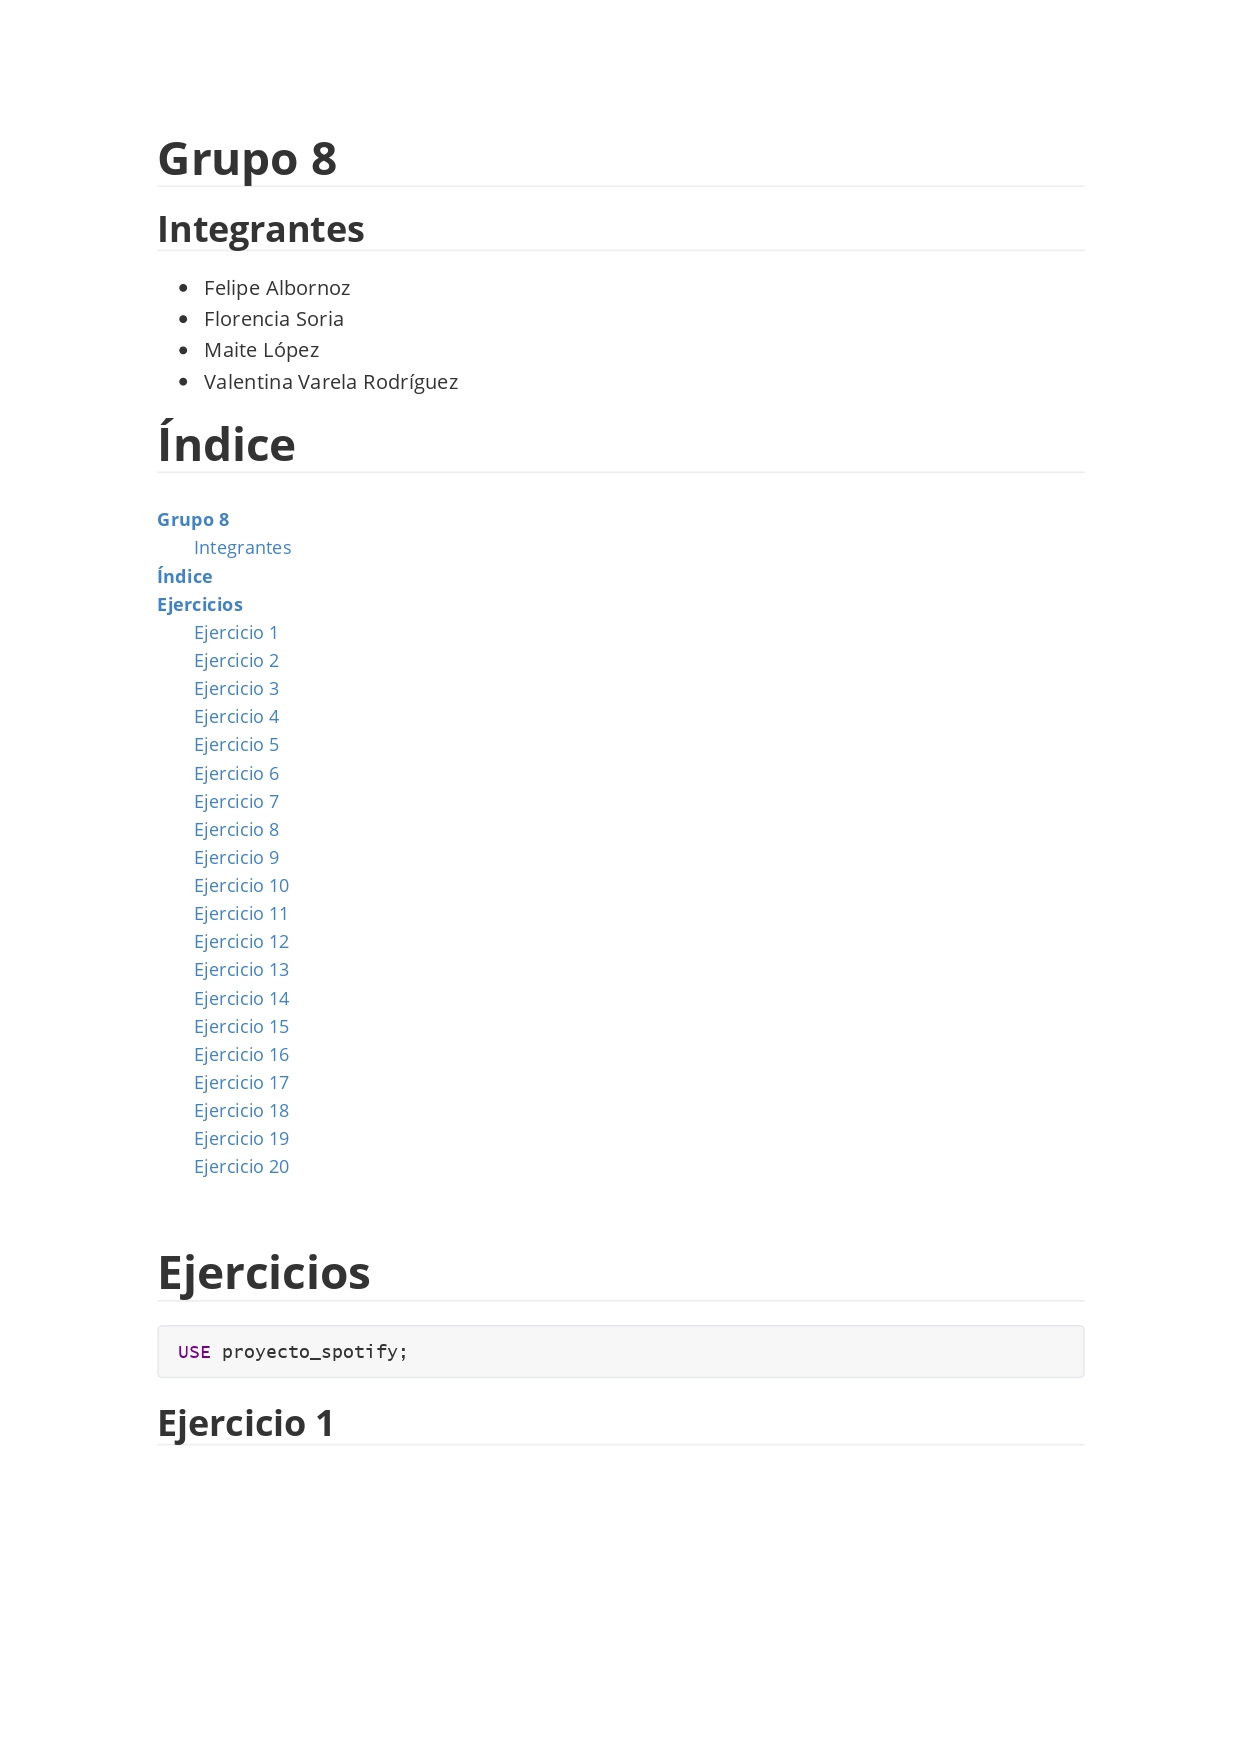 Grupo 8
Integrantes
Felipe Albornoz
Florencia Soria
Maite López
Valentina Varela Rodríguez
Índice
Grupo 8
Integrantes
Índice
Ejercicios
Ejercicio 1
Ejercicio 2
Ejercicio 3
Ejercicio 4
Ejercicio 5
Ejercicio 6
Ejercicio 7
Ejercicio 8
Ejercicio 9
Ejercicio 10
Ejercicio 11
Ejercicio 12
Ejercicio 13
Ejercicio 14
Ejercicio 15
Ejercicio 16
Ejercicio 17
Ejercicio 18
Ejercicio 19
Ejercicio 20
Ejercicios
USE proyecto_spotify;
Ejercicio 1